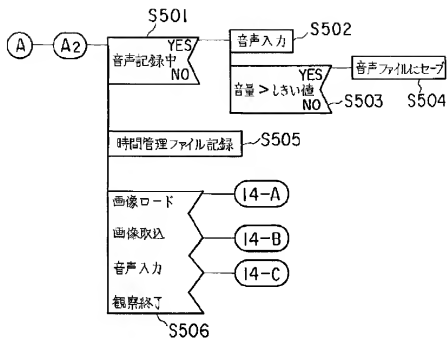 S501
S502
A
A2
YES
音声記録中
NO
音声入力
YES
音量>しきい値
NO
S503
音声ファイルにセーブ
S504
S505
時間管理ファイル記録
画像ロード
14-A
画像取込
14-B
音声入力
14-C
観察終了
S506